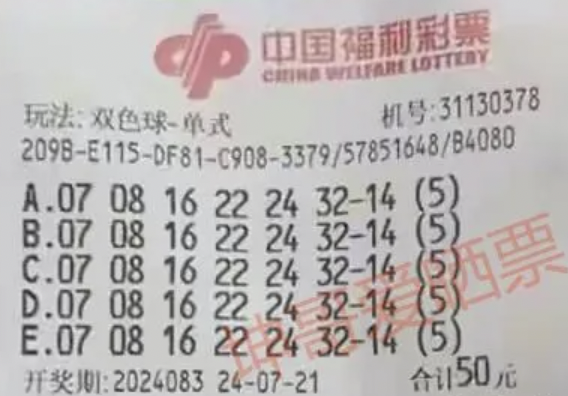 中国福利彩票
CHINA WELFARE LOTTERY
玩法:双色球-单式
机号:31130378
209B-E115-DF81-C908-3379/57851648/B4080
A.07 08 16 22 24 32-14 (5)
B.07 08 16 22 24 32-14 (5)
C.07 08 16 22 24 32-14 (5)
D.07 08 16 22 24 32-14 (5)
E.07 08 16 22 24 32-14 (5)
坤哥爱晒票
开奖期:2024083 24-07-21
合计50元